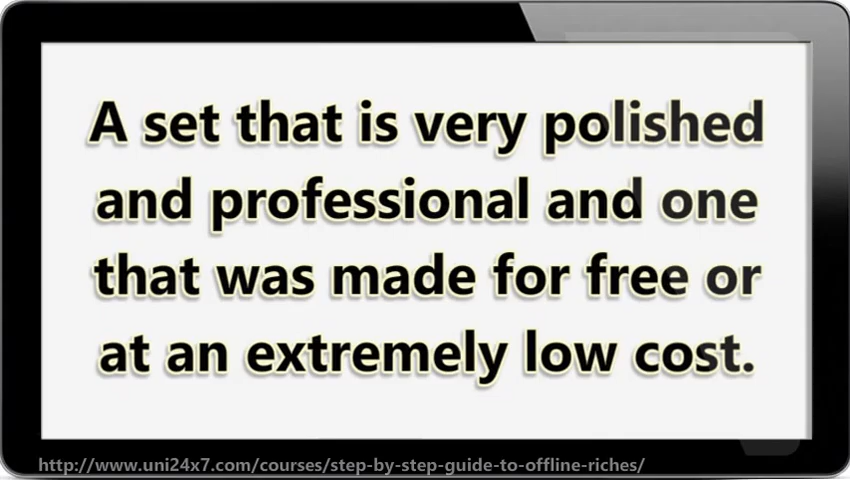 A set that is very polished
and professional and one
that was made for free or
at an extremely low cost.
http://www.uni24x7.com/courses/step-by-step-guide-to-offline-riches/